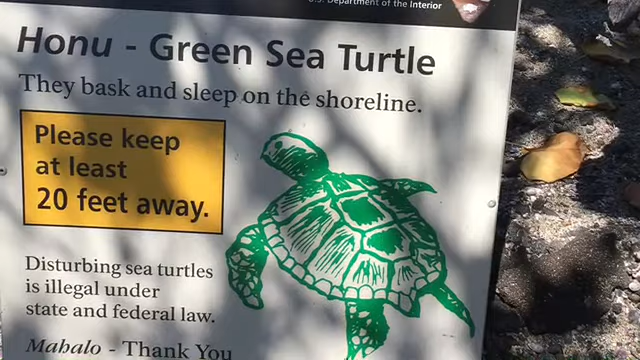 U.S. Department of the Interior
Honu - Green Sea Turtle
They bask and sleep on the shoreline.
Please keep
at least
20 feet away.
Disturbing sea turtles
is illegal under
state and federal law.
Mahalo - Thank You